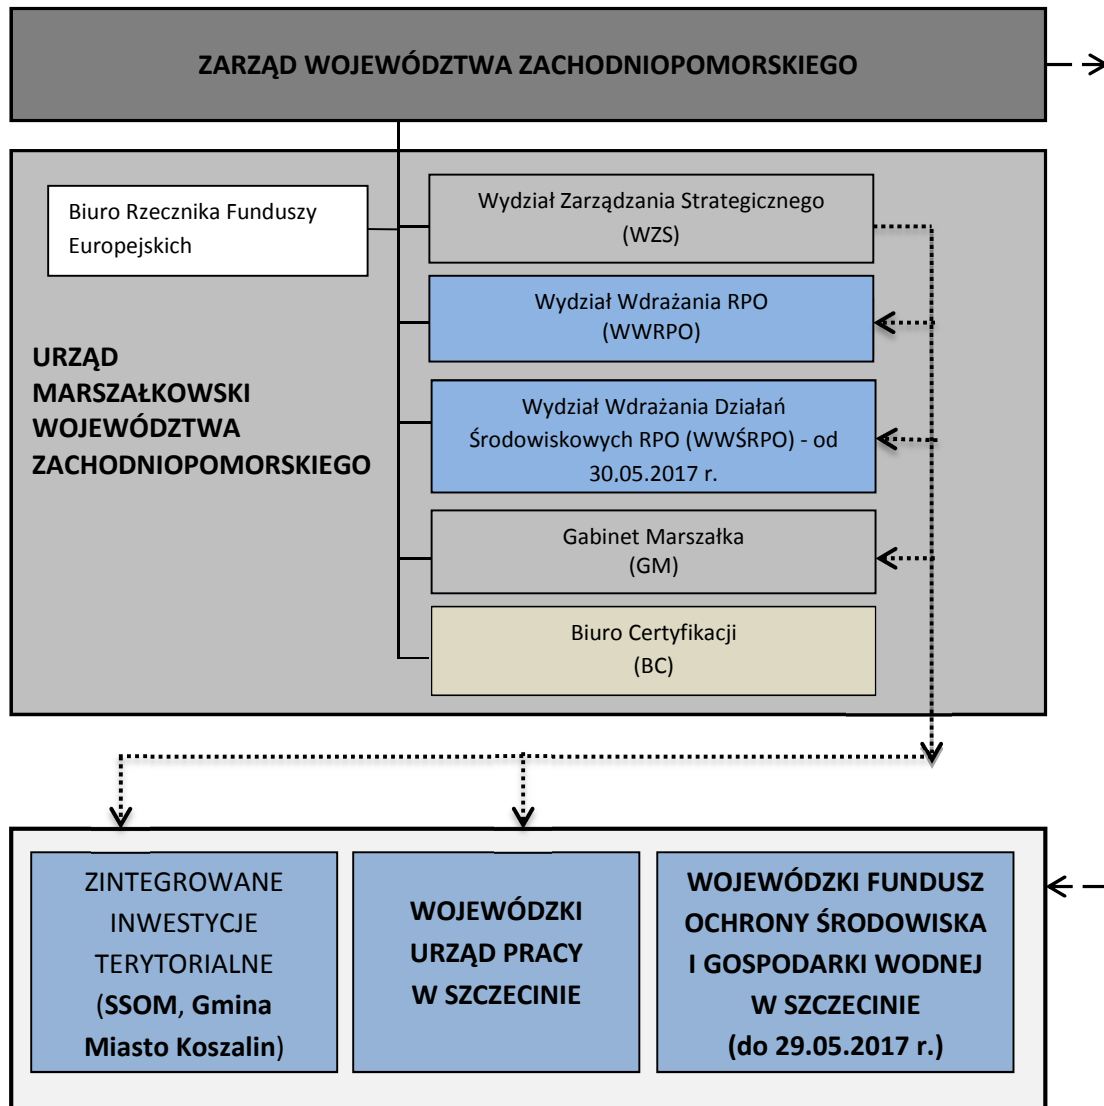 ZARZĄD WOJEWÓDZTWA ZACHODNIOPOMORSKIEGO
Biuro Rzecznika Funduszy
Europejskich
Wydział Zarządzania Strategicznego
(WZS)
Wydział Wdrażania RPO
(WWRPO)
URZĄD
MARSZAŁKOWSKI
WOJEWÓDZTWA
ZACHODNIOPOMORSKIEGO
Wydział Wdrażania Działań
Środowiskowych RPO (WWŚRPO) - od
30.05.2017 r.
Gabinet Marszałka
(GM)
Biuro Certyfikacji
(BC)
ZINTEGROWANE
INWESTYCJE
TERYTORIALNE
(SSOM, Gmina
Miasto Koszalin)
WOJEWÓDZKI
URZĄD PRACY
W SZCZECINIE
WOJEWÓDZKI FUNDUSZ
OCHRONY ŚRODOWISKA
I GOSPODARKI WODNEJ
W SZCZECINIE
(do 29.05.2017 r.)